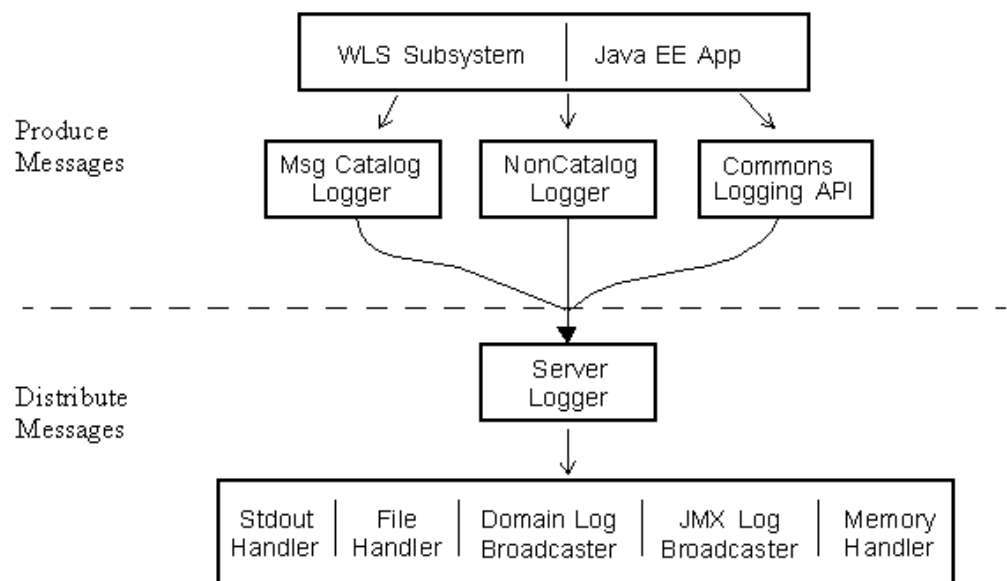 WLS Subsystem
Java EE App
Produce
Messages
Msg Catalog
Logger
NonCatalog
Logger
Commons
Logging API
Distribute
Messages
Server
Logger
Stdout
Handler
File
Handler
Domain Log
Broadcaster
JMX Log
Broadcaster
Memory
Handler